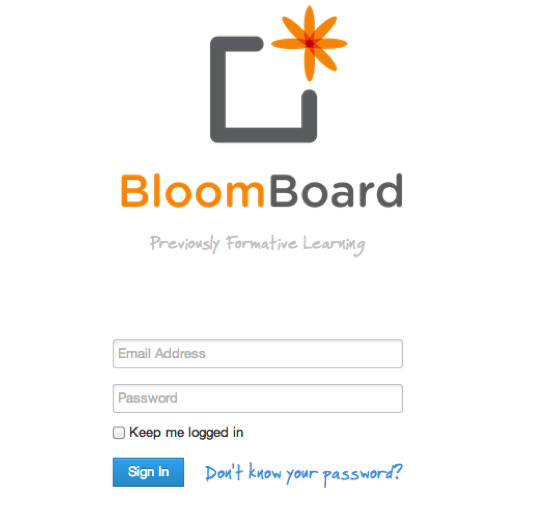 BloomBoard
Previously Formative Learning
Email Address
Password
Keep me logged in
Sign In Don't know your password?